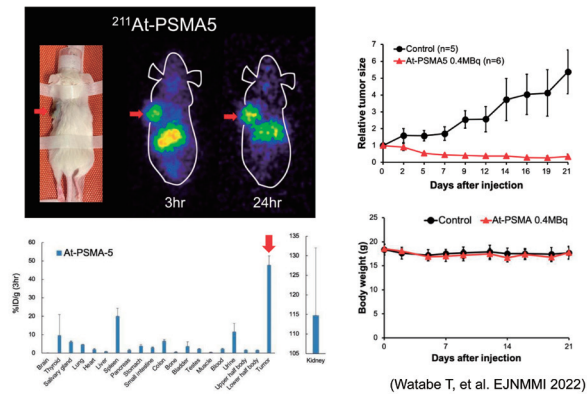 ²¹¹At-PSMA5
3hr
24hr
Relative tumor size
7
6
5
4
3
2
1
0
Control (n=5)
At-PSMA5 0.4MBq (n=6)
0 2 5 7 9 12 14 16 19 21
Days after injection
%ID/g (3hr)
60
50
40
30
20
10
0
At-PSMA-5
Brain
Thyroid
Salivary gland
Lung
Heart
Liver
Spleen
Pancreas
Stomach
Small intestine
Colon
Bone
Bladder
Testes
Muscle
Blood
Urine
Upper half body
Lower half body
Tumor
135
130
125
120
115
110
105
Kidney
Body weight (g)
25
20
15
10
5
0
Control
At-PSMA 0.4MBq
0 7 14 21
Days after injection
(Watabe T, et al. EJNMMI 2022)